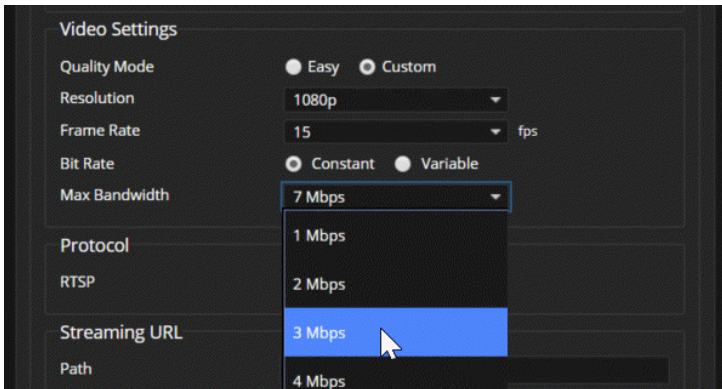 Video Settings
Quality Mode Easy Custom
Resolution 1080p
Frame Rate 15 fps
Bit Rate Constant Variable
Max Bandwidth 7 Mbps
1 Mbps
Protocol
RTSP 2 Mbps
Streaming URL 3 Mbps
Path 4 Mbps